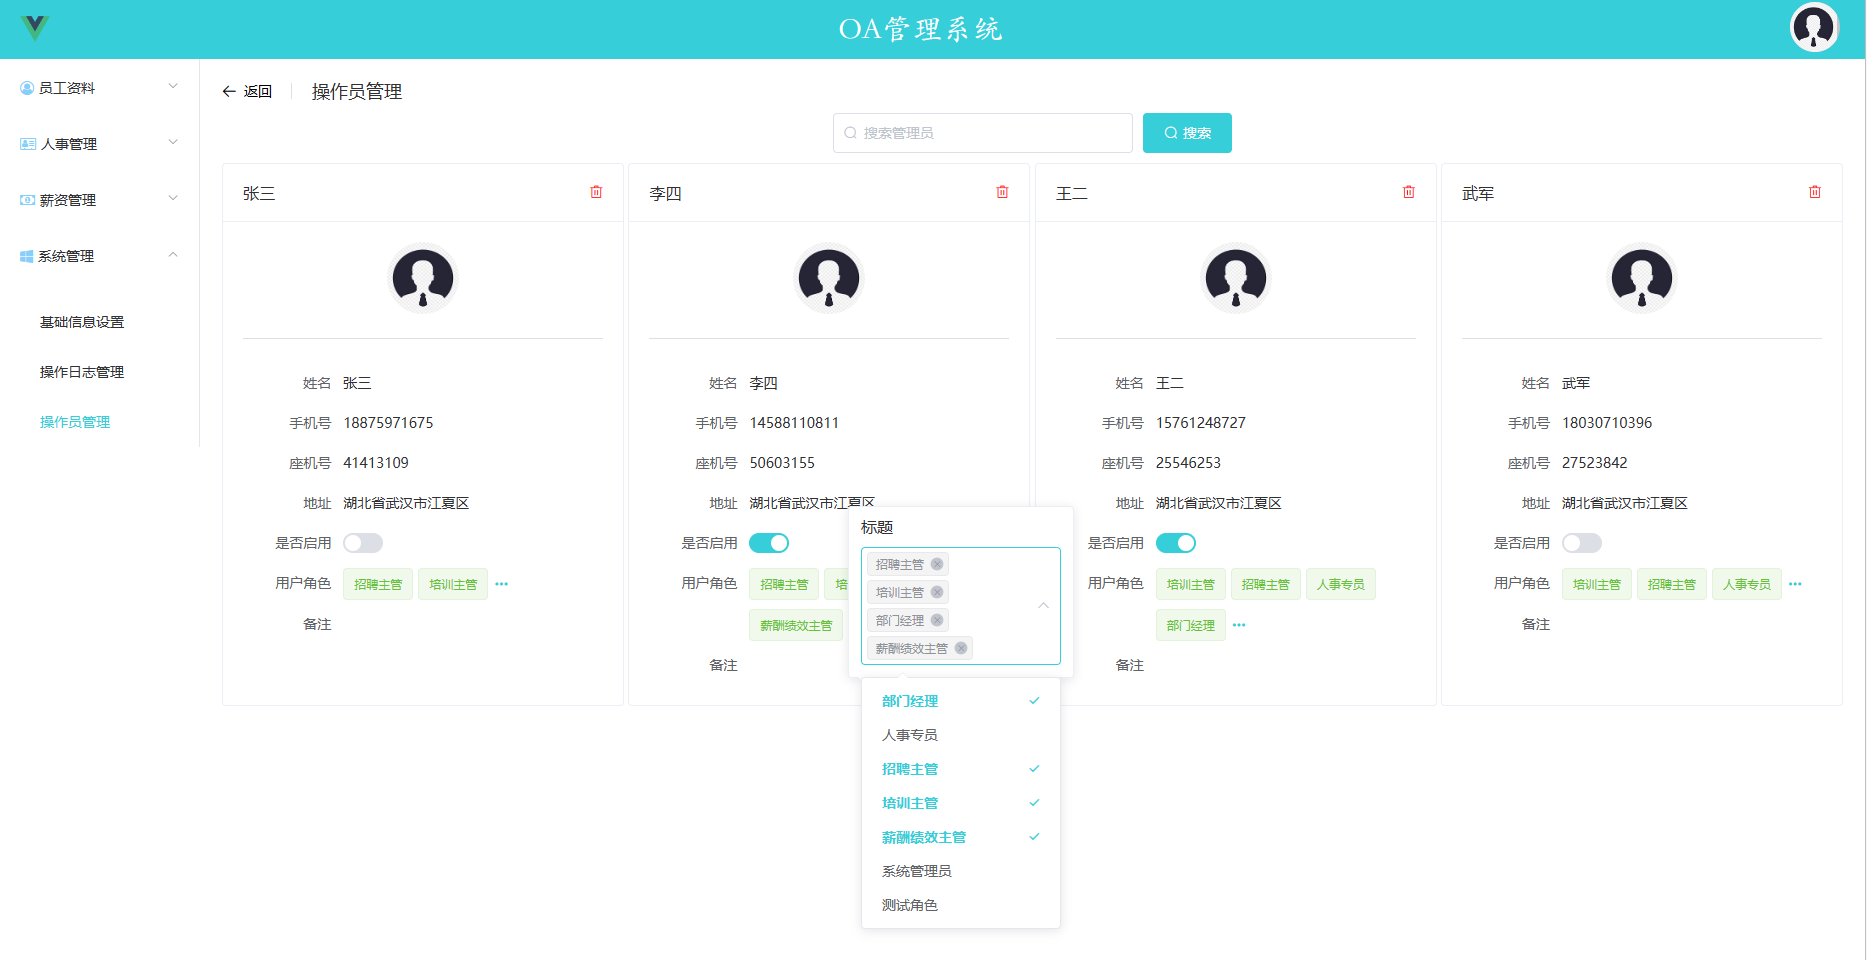 OA管理系统
员工资料
人事管理
薪资管理
系统管理
基础信息设置
操作日志管理
操作员管理
返回
操作员管理
搜索管理员
搜索
张三
姓名 张三
手机号 18875971675
座机号 41413109
地址 湖北省武汉市江夏区
是否启用
用户角色 招聘主管 培训主管
备注
李四
姓名 李四
手机号 14588110811
座机号 50603155
地址 湖北省武汉市江夏区
是否启用
用户角色 招聘主管 培
薪酬绩效主管
备注
标题
招聘主管
培训主管
部门经理
薪酬绩效主管
部门经理
人事专员
招聘主管
培训主管
薪酬绩效主管
系统管理员
测试角色
王二
姓名 王二
手机号 15761248727
座机号 25546253
地址 湖北省武汉市江夏区
是否启用
用户角色 培训主管 招聘主管 人事专员
部门经理
备注
武军
姓名 武军
手机号 18030710396
座机号 27523842
地址 湖北省武汉市江夏区
是否启用
用户角色 培训主管 招聘主管 人事专员
备注